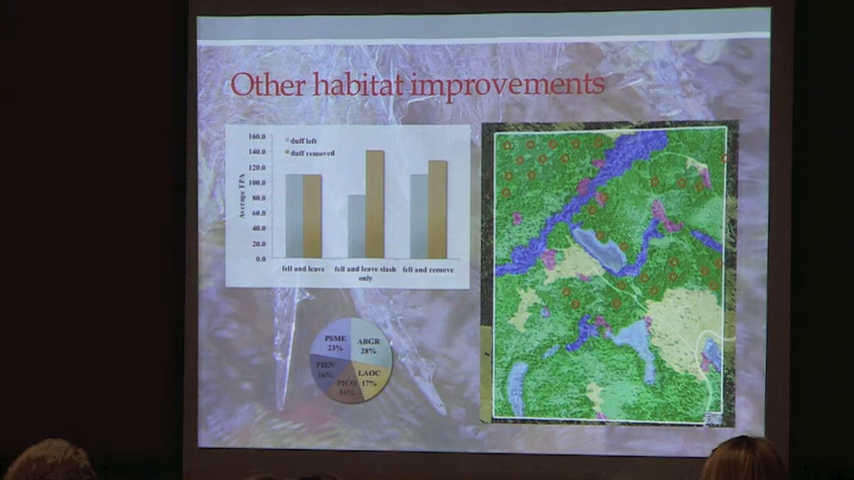 Other habitat improvements
160.0
140.0
120.0
100.0
80.0
60.0
40.0
20.0
0.0
Average TPA
duff left
duff removed
fell and leave
fell and leave slash only
fell and remove
PSME
23%
ABGR
28%
PIEN
16%
LAOC
17%
PICO
16%